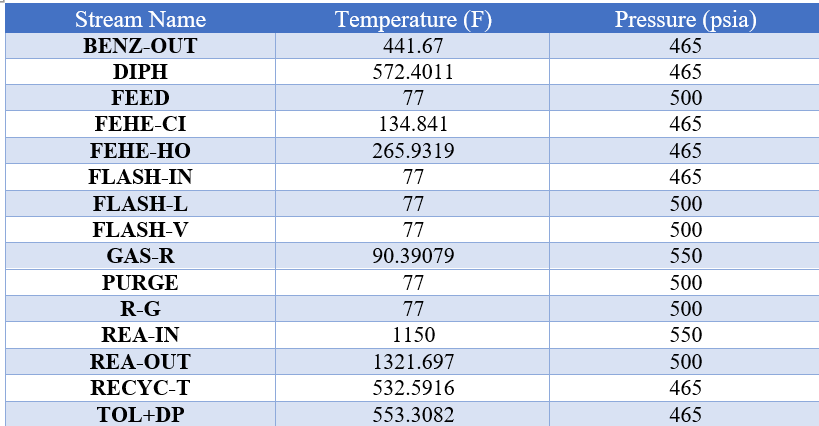 Stream Name Temperature (F) Pressure (psia)
BENZ-OUT 441.67 465
DIPH 572.4011 465
FEED 77 500
FEHE-CI 134.841 465
FEHE-HO 265.9319 465
FLASH-IN 77 465
FLASH-L 77 500
FLASH-V 77 500
GAS-R 90.39079 550
PURGE 77 500
R-G 77 500
REA-IN 1150 550
REA-OUT 1321.697 500
RECYC-T 532.5916 465
TOL+DP 553.3082 465